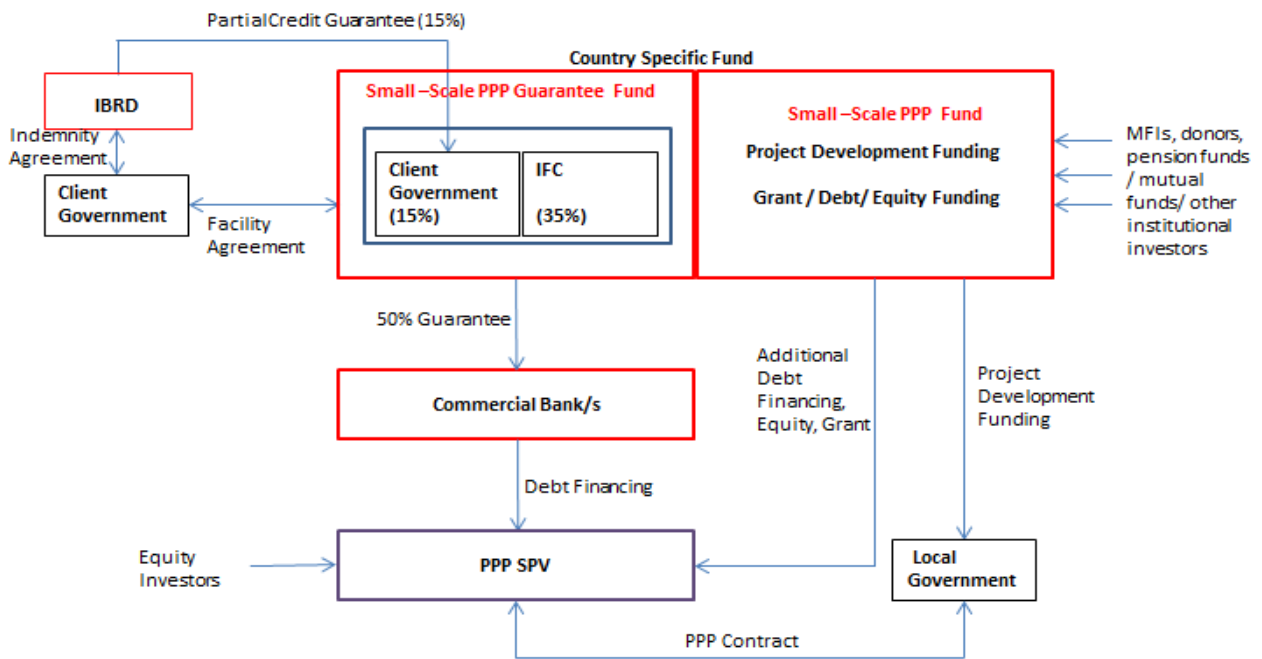 Partial Credit Guarantee (15%)
Country Specific Fund
IBRD
Small –Scale PPP Guarantee Fund
Small –Scale PPP Fund
Project Development Funding
Grant / Debt/ Equity Funding
MFIs, donors,
pension funds
/ mutual
funds/ other
institutional
investors
Indemnity
Agreement
Client
Government
Client
Government
(15%)
IFC
(35%)
Facility
Agreement
50% Guarantee
Additional
Debt
Financing,
Equity, Grant
Project
Development
Funding
Commercial Bank/s
Debt Financing
Equity
Investors
PPP SPV
Local
Government
PPP Contract